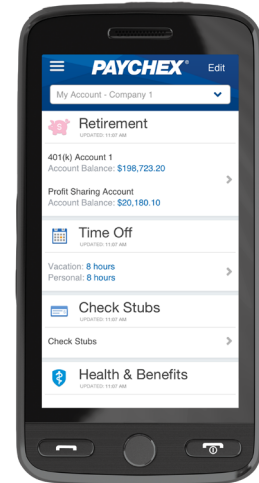 PAYCHEX®
Edit
My Account - Company 1
Retirement
UPDATED: 11:07 AM
401(k) Account 1
Account Balance: $198,723.20
Profit Sharing Account
Account Balance: $20,180.10
Time Off
UPDATED: 11:07 AM
Vacation: 8 hours
Personal: 8 hours
Check Stubs
UPDATED: 11:07 AM
Check Stubs
Health & Benefits
UPDATED: 11:07 AM